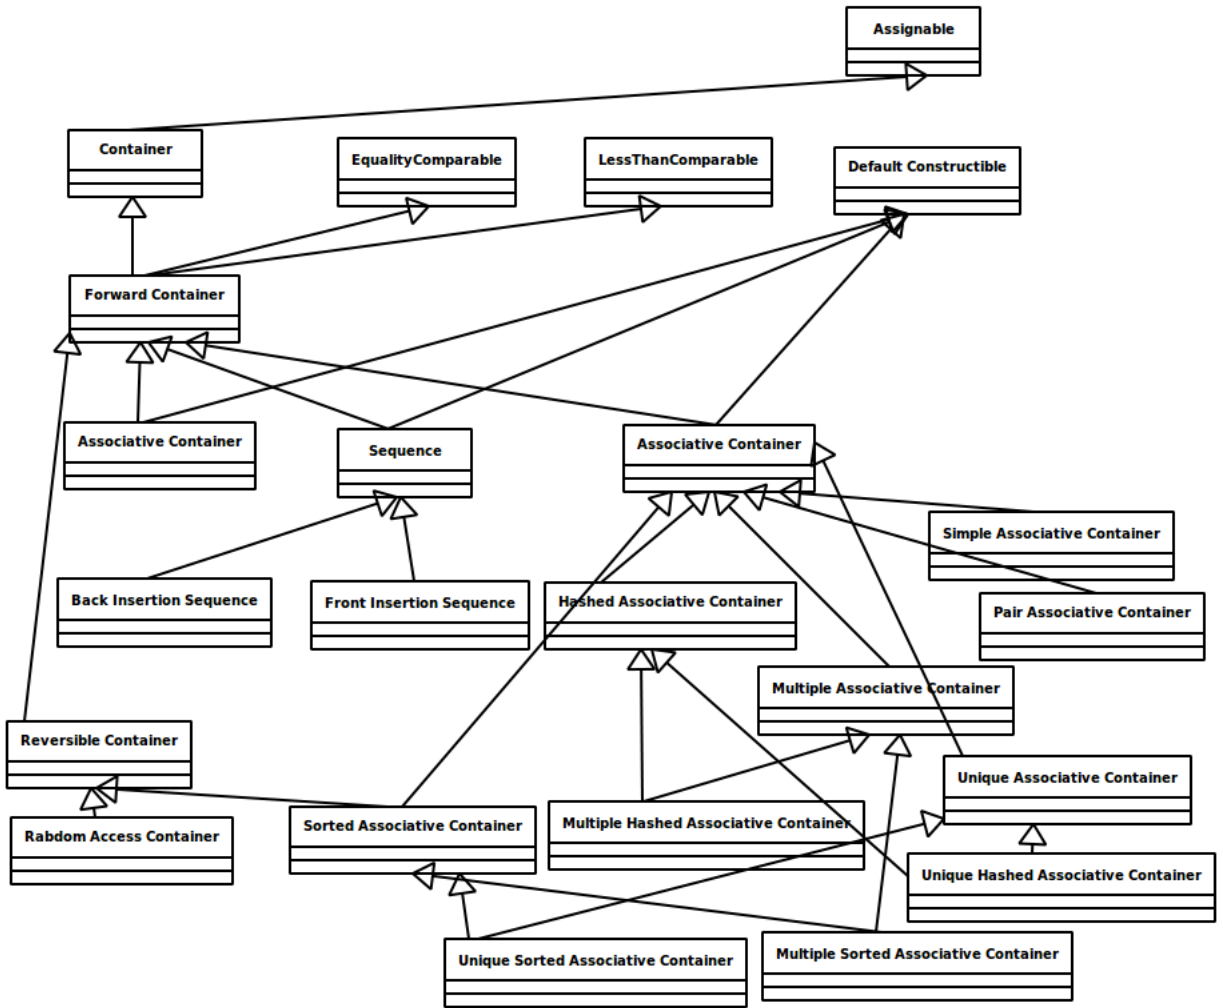 Assignable
Container
EqualityComparable
LessThanComparable
Default Constructible
Forward Container
Associative Container
Sequence
Associative Container
Simple Associative Container
Back Insertion Sequence
Front Insertion Sequence
Hashed Associative Container
Pair Associative Container
Multiple Associative Container
Reversible Container
Unique Associative Container
Rabdom Access Container
Sorted Associative Container
Multiple Hashed Associative Container
Unique Hashed Associative Container
Unique Sorted Associative Container
Multiple Sorted Associative Container